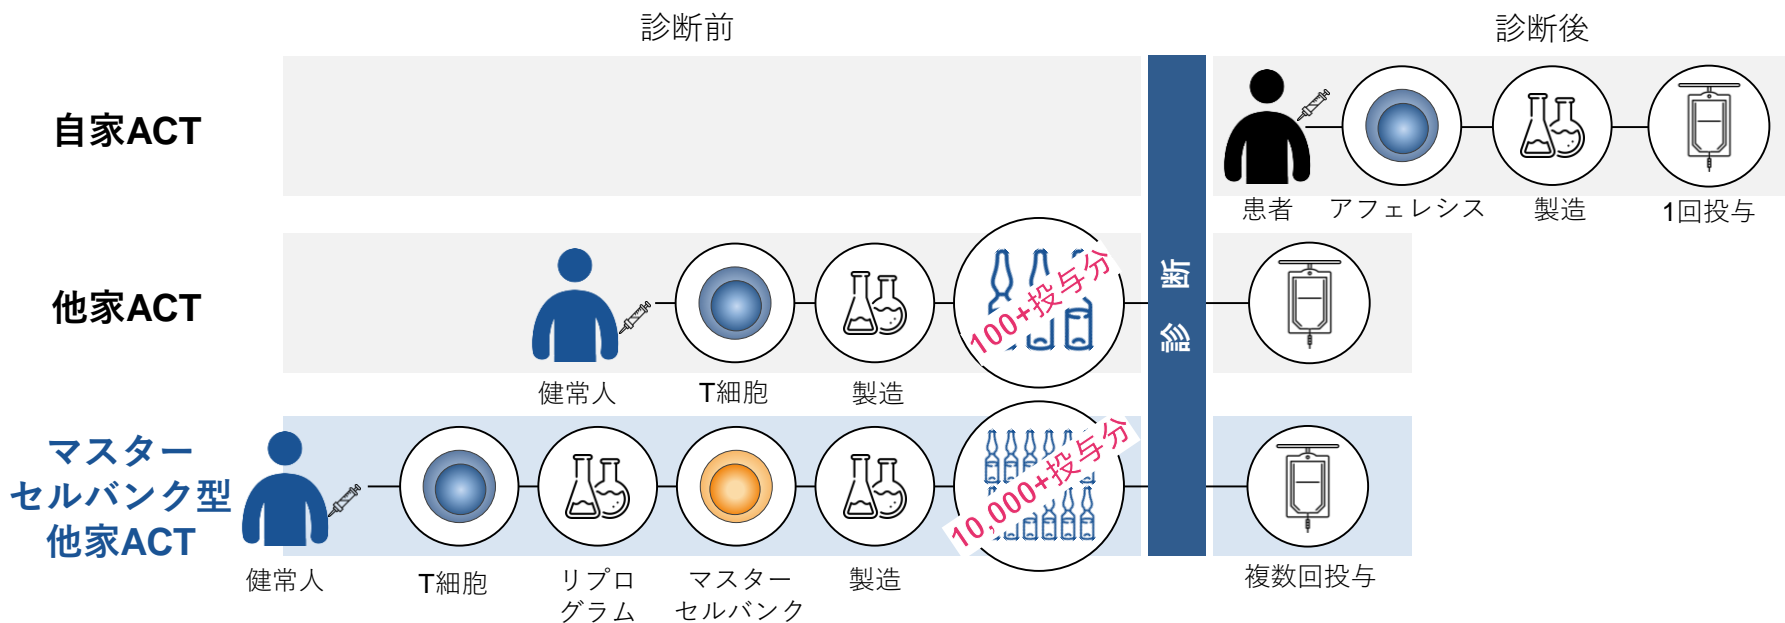 診断前
診断後
自家ACT
患者
アフェレシス
製造
1回投与
他家ACT
100+投与分
診断
健常人
T細胞
製造
マスター
セルバンク型
他家ACT
10,000+投与分
健常人
T細胞
リプロ
グラム
マスター
セルバンク
製造
複数回投与